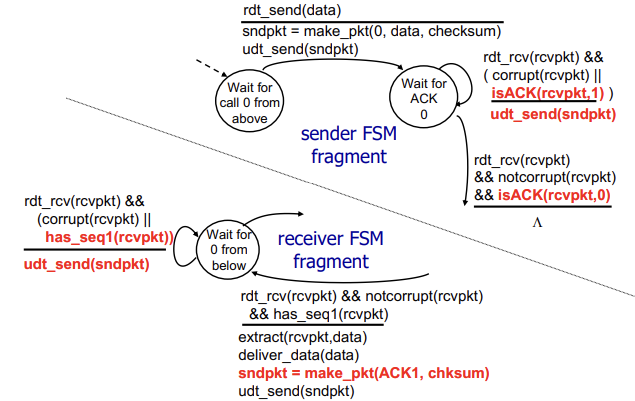 rdt_send(data)
sndpkt = make_pkt(0, data, checksum)
udt_send(sndpkt)
Wait for
call 0 from
above
Wait for
ACK
0
rdt_rcv(rcvpkt) &&
( corrupt(rcvpkt) ||
isACK(rcvpkt,1) )
udt_send(sndpkt)
sender FSM
fragment
rdt_rcv(rcvpkt)
&& notcorrupt(rcvpkt)
&& isACK(rcvpkt,0)
Λ
rdt_rcv(rcvpkt) &&
(corrupt(rcvpkt) ||
has_seq1(rcvpkt))
udt_send(sndpkt)
Wait for
0 from
below
receiver FSM
fragment
rdt_rcv(rcvpkt) && notcorrupt(rcvpkt)
&& has_seq1(rcvpkt)
extract(rcvpkt,data)
deliver_data(data)
sndpkt = make_pkt(ACK1, chksum)
udt_send(sndpkt)